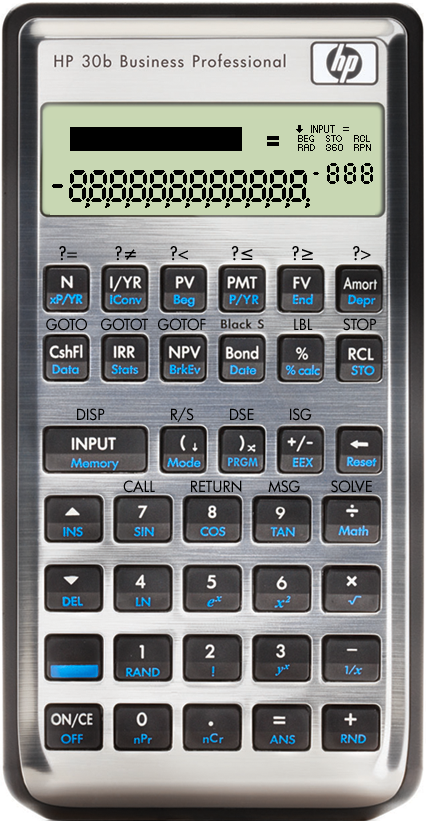 HP 30b Business Professional
hp
INPUT =
BEG STO RCL
=
RAD 360 RPN
-8,8,8,8,8,8,8,8,8,8,8,8, -888
?= ?≠ ?< ?≤ ?≥ ?>
N I/YR PV PMT FV Amort
xP/YR IConv Beg P/YR End Depr
GOTO GOTOT GOTOF Black S LBL STOP
CshFl IRR NPV Bond % RCL
Data Stats BrkEv Date % calc STO
DISP R/S DSE ISG
INPUT ( ↓ )x +/- ←
Memory Mode PRGM EEX Reset
CALL RETURN MSG SOLVE
▲ 7 8 9 ÷
INS SIN COS TAN Math
▼ 4 5 6 ×
DEL LN eˣ x² √
1 2 3 −
RAND ! yˣ 1/x
ON/CE 0 . = +
OFF nPr nCr ANS RND